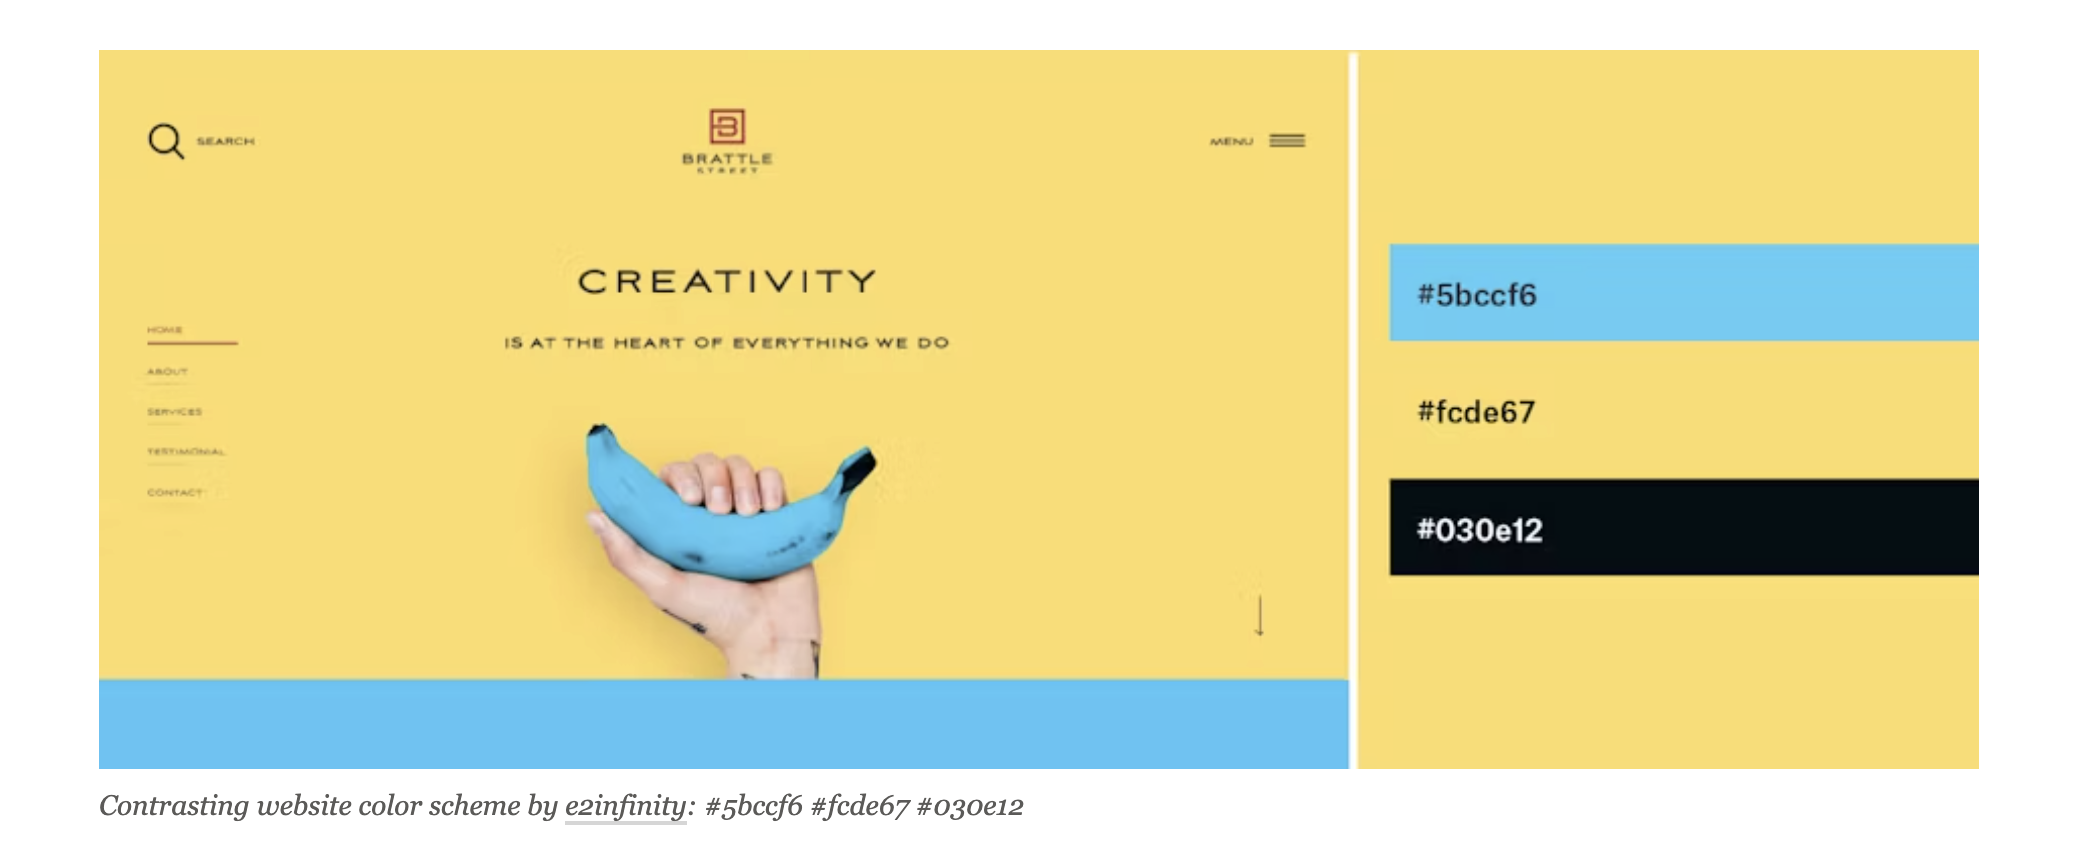 SEARCH
BRATTLE
STREET
MENU
CREATIVITY
IS AT THE HEART OF EVERYTHING WE DO
HOME
ABOUT
SERVICES
TESTIMONIAL
CONTACT
#5bccf6
#fcde67
#030e12
Contrasting website color scheme by e2infinity: #5bccf6 #fcde67 #030e12